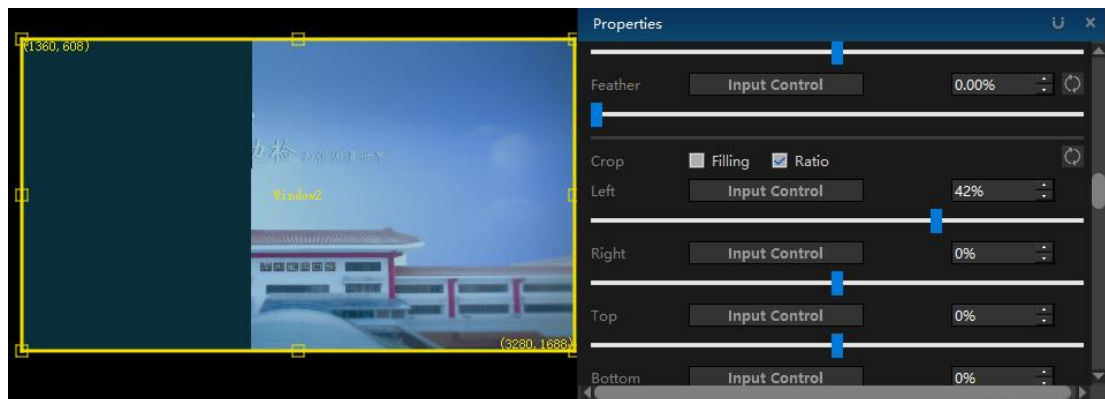 (1360, 608)
Window2
(3280, 1688)
Properties
Feather
Input Control
0.00%
Crop
Filling
Ratio
Left
Input Control
42%
Right
Input Control
0%
Top
Input Control
0%
Bottom
Input Control
0%